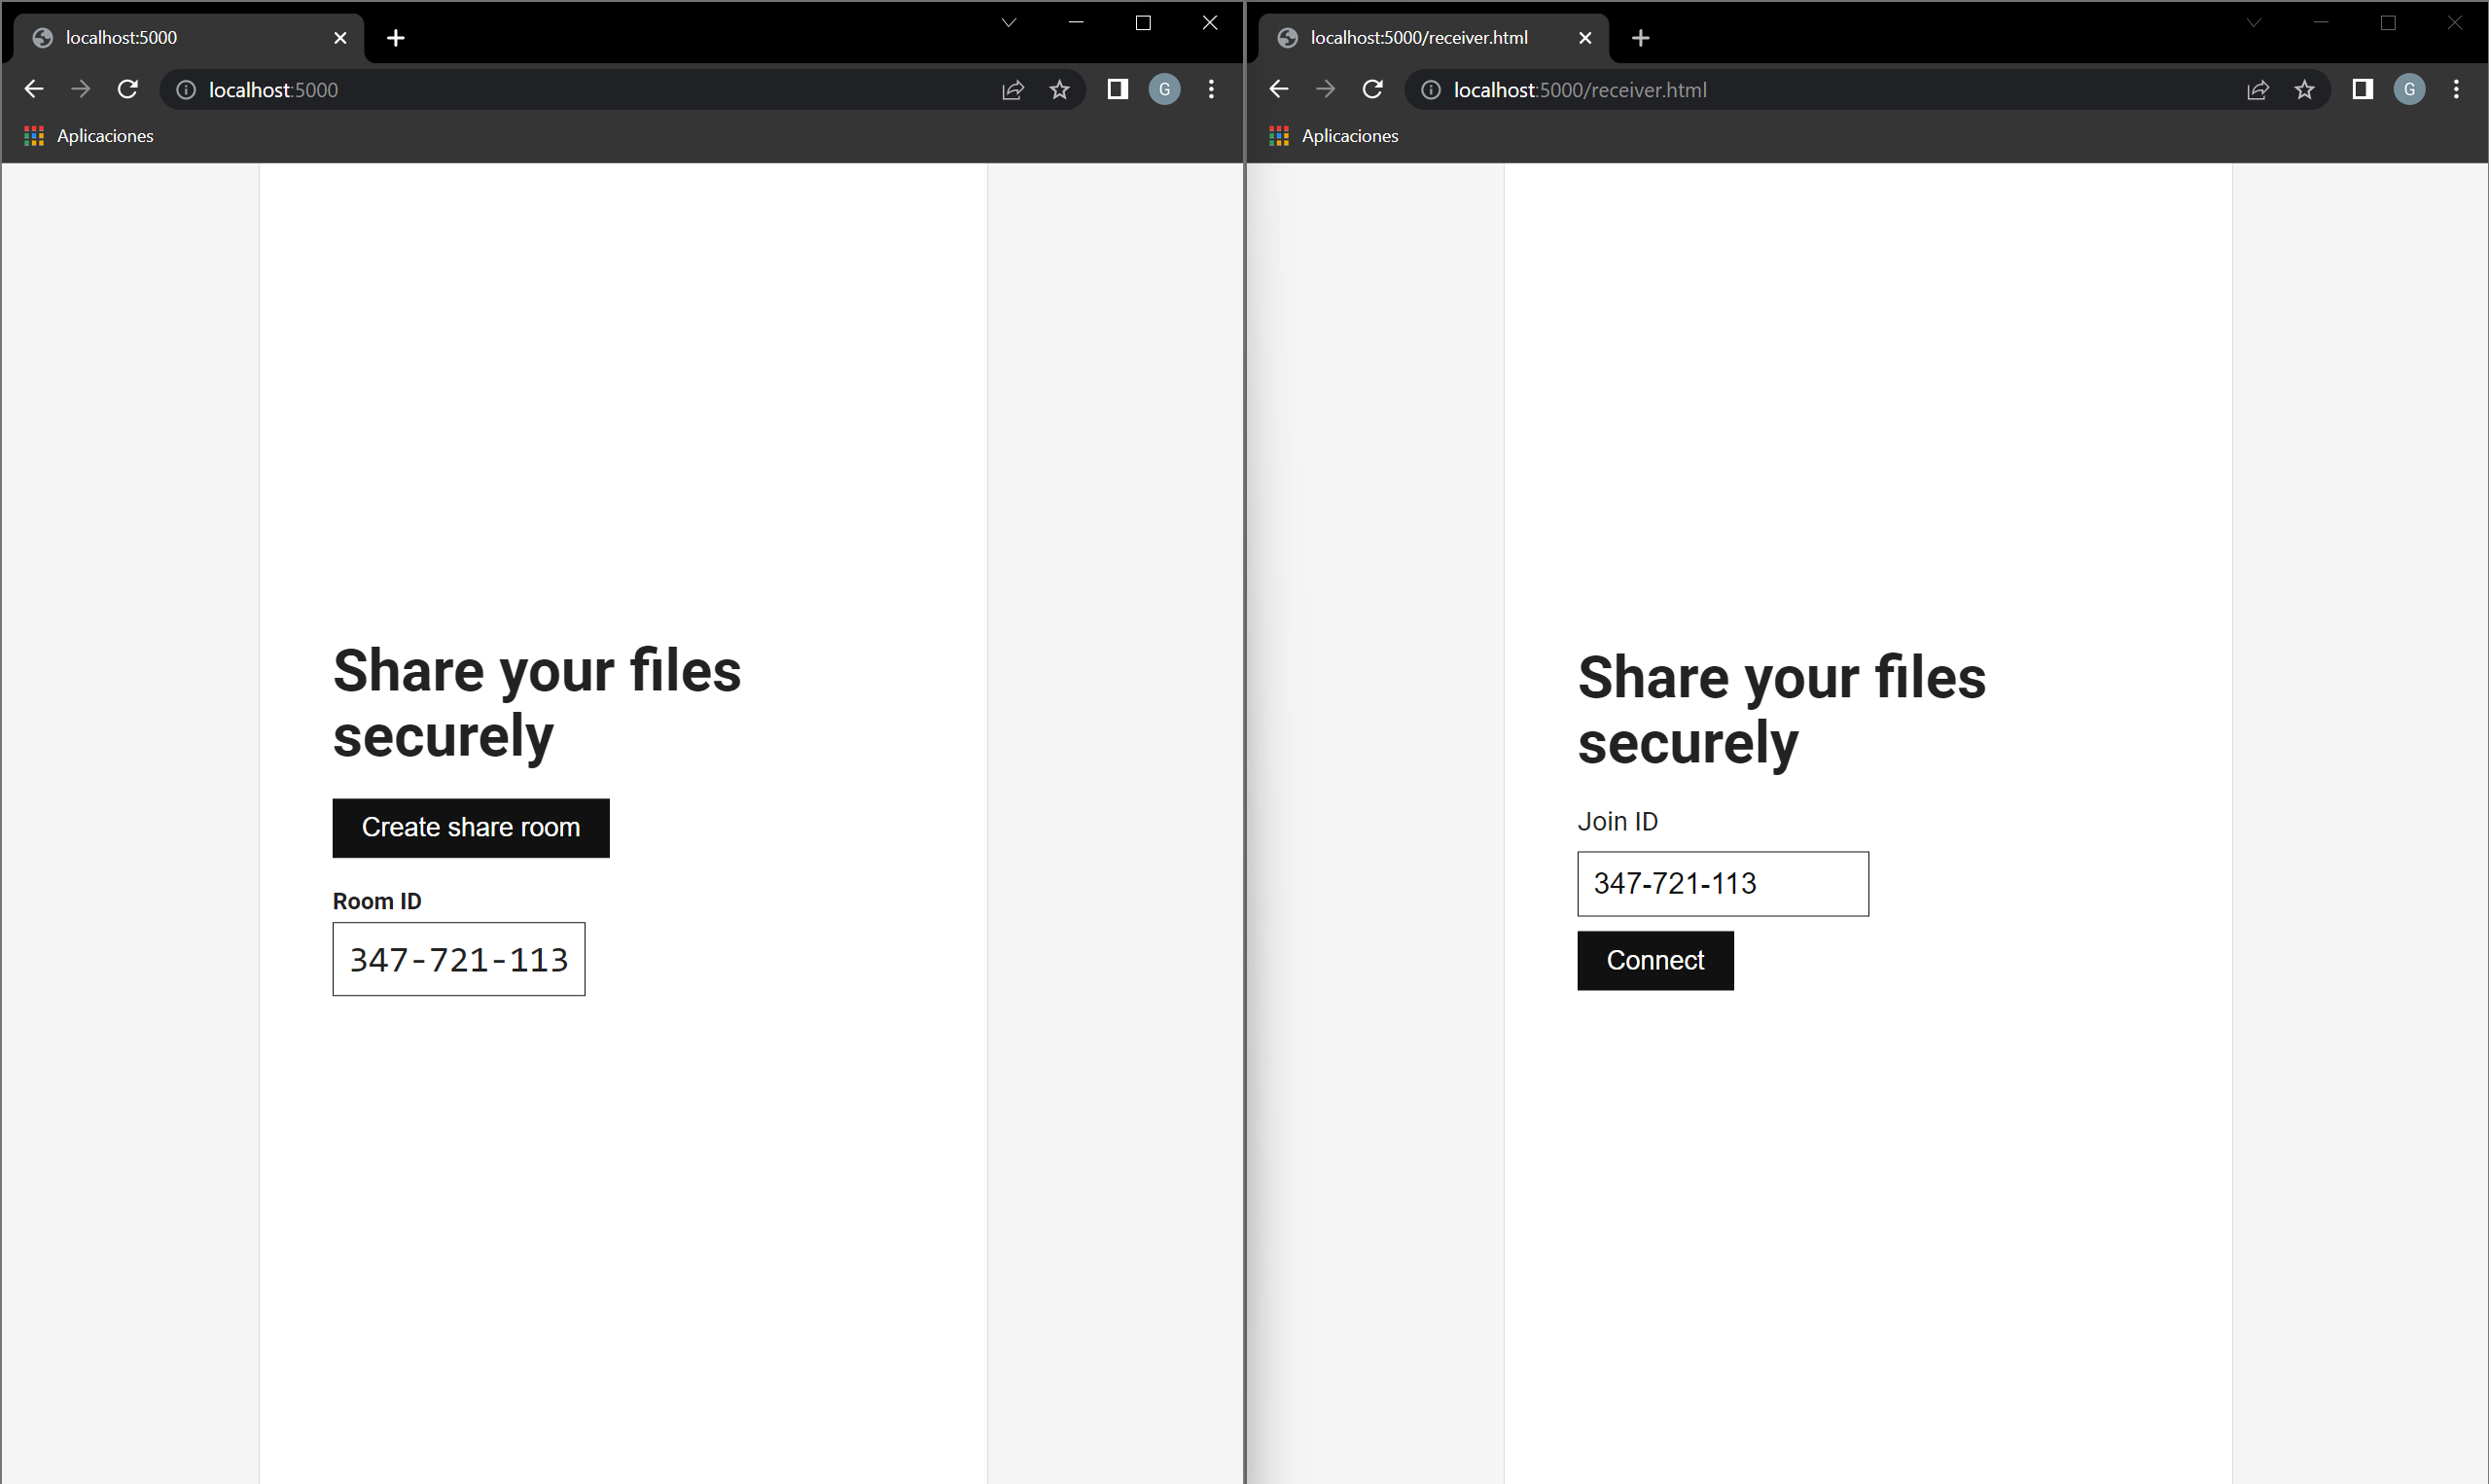 localhost:5000
localhost:5000
G
Aplicaciones
Share your files
securely
Create share room
Room ID
347-721-113
localhost:5000/receiver.html
localhost:5000/receiver.html
G
Aplicaciones
Share your files
securely
Join ID
347-721-113
Connect